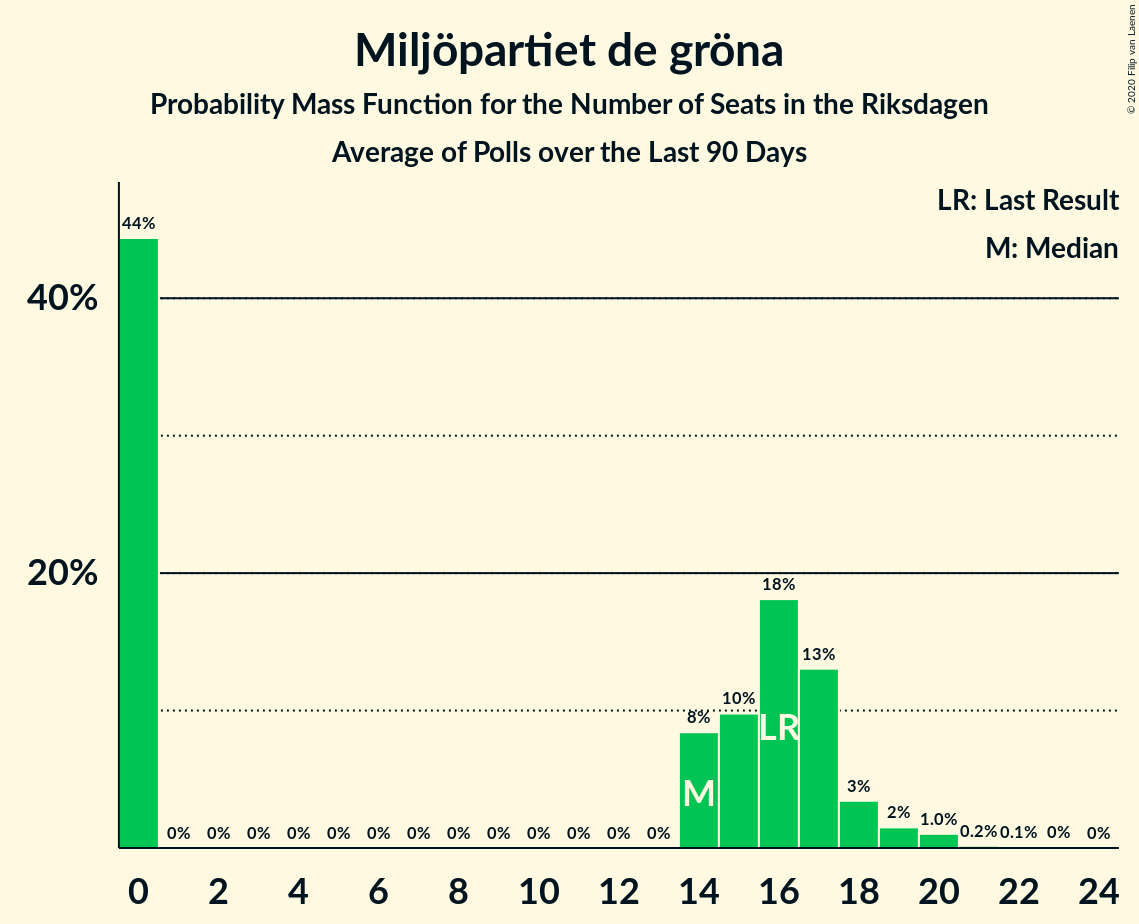 Miljöpartiet de gröna
Probability Mass Function for the Number of Seats in the Riksdagen
Average of Polls over the Last 90 Days
© 2020 Filip van Laenen
LR: Last Result
M: Median
40%
20%
44%
0% 0% 0% 0% 0% 0% 0% 0% 0% 0% 0% 0% 0%
8%
10%
18%
13%
3%
2%
1.0%
0.2%
0.1%
0%
0%
M
LR
0 2 4 6 8 10 12 14 16 18 20 22 24